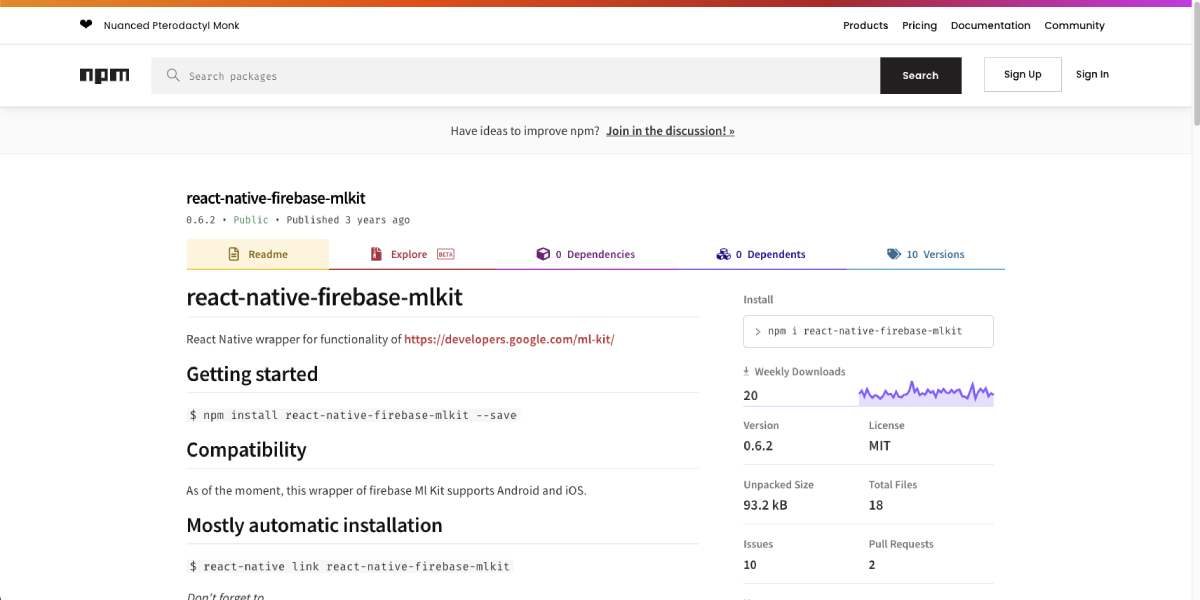 ❤ Nuanced Pterodactyl Monk
Products Pricing Documentation Community
npm
Search packages
Search
Sign Up
Sign In
Have ideas to improve npm? Join in the discussion! »
react-native-firebase-mlkit
0.6.2 • Public • Published 3 years ago
Readme
Explore BETA
0 Dependencies
0 Dependents
10 Versions
react-native-firebase-mlkit
React Native wrapper for functionality of https://developers.google.com/ml-kit/
Getting started
$ npm install react-native-firebase-mlkit --save
Compatibility
As of the moment, this wrapper of firebase Ml Kit supports Android and iOS.
Mostly automatic installation
$ react-native link react-native-firebase-mlkit
Don't forget to
Install
> npm i react-native-firebase-mlkit
Weekly Downloads
20
Version License
0.6.2 MIT
Unpacked Size Total Files
93.2 kB 18
Issues Pull Requests
10 2